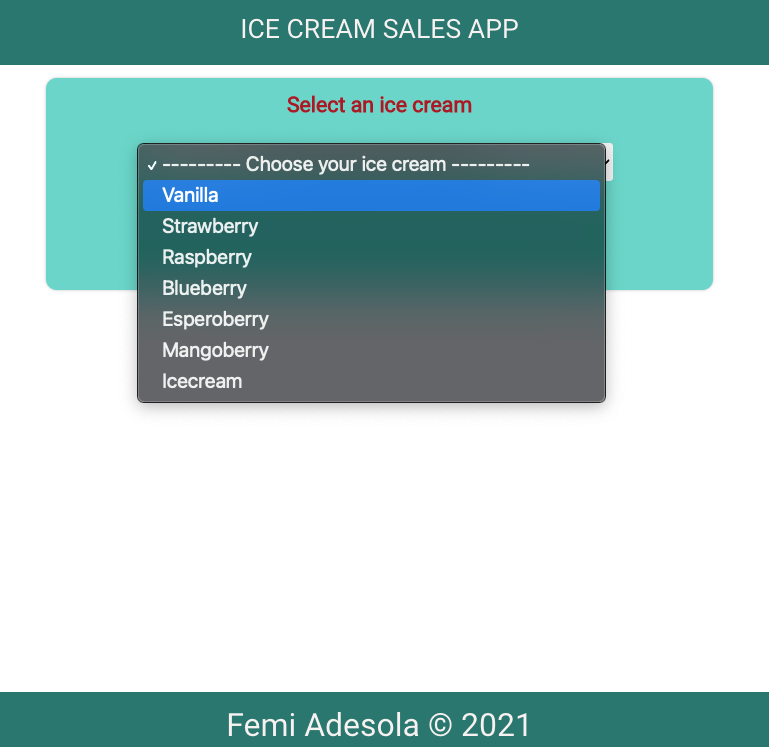 ICE CREAM SALES APP
Select an ice cream
✓ --------- Choose your ice cream ---------
Vanilla
Strawberry
Raspberry
Blueberry
Esperoberry
Mangoberry
Icecream
Femi Adesola © 2021